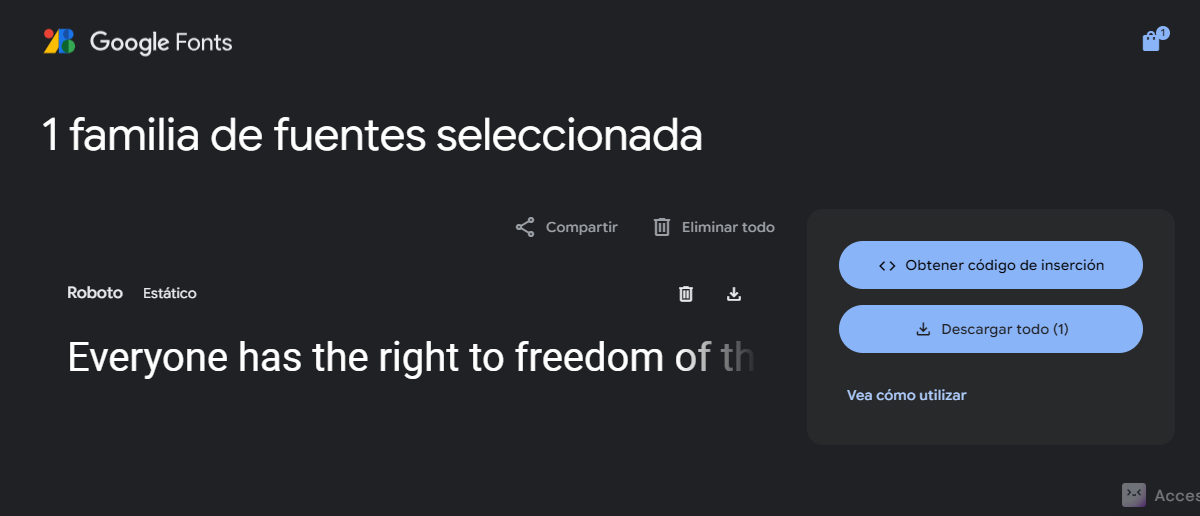 Google Fonts
1
1 familia de fuentes seleccionada
Compartir
Eliminar todo
Obtener código de inserción
Roboto Estático
Descargar todo (1)
Everyone has the right to freedom of th
Vea cómo utilizar